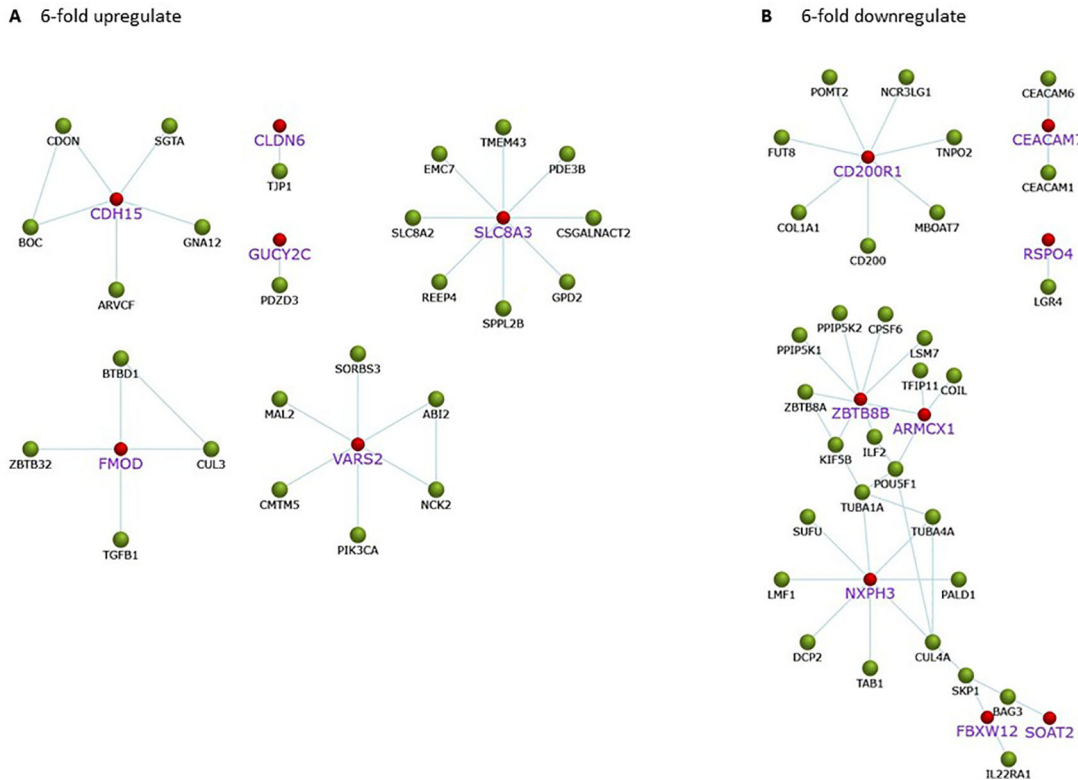 A 6-fold upregulate
CDON
SGTA
CLDN6
TJP1
CDH15
BOC
GNA12
ARVCF
GUCY2C
PDZD3
TMEM43
EMC7
PDE3B
SLC8A2
SLC8A3
CSGALNACT2
REEP4
GPD2
SPPL2B
BTBD1
ZBTB32
FMOD
CUL3
TGFB1
SORBS3
MAL2
ABI2
VARS2
CMTM5
NCK2
PIK3CA
B 6-fold downregulate
POMT2
NCR3LG1
FUT8
TNPO2
CD200R1
COL1A1
MBOAT7
CD200
CEACAM6
CEACAM7
CEACAM1
RSPO4
LGR4
PPIP5K2
CPSF6
PPIP5K1
LSM7
TFIP11
COIL
ZBTB8A
ZBTB8B
ARMCX1
KIF5B
ILF2
POU5F1
TUBA1A
SUFU
TUBA4A
LMF1
NXPH3
PALD1
DCP2
CUL4A
TAB1
SKP1
BAG3
FBXW12
SOAT2
IL22RA1